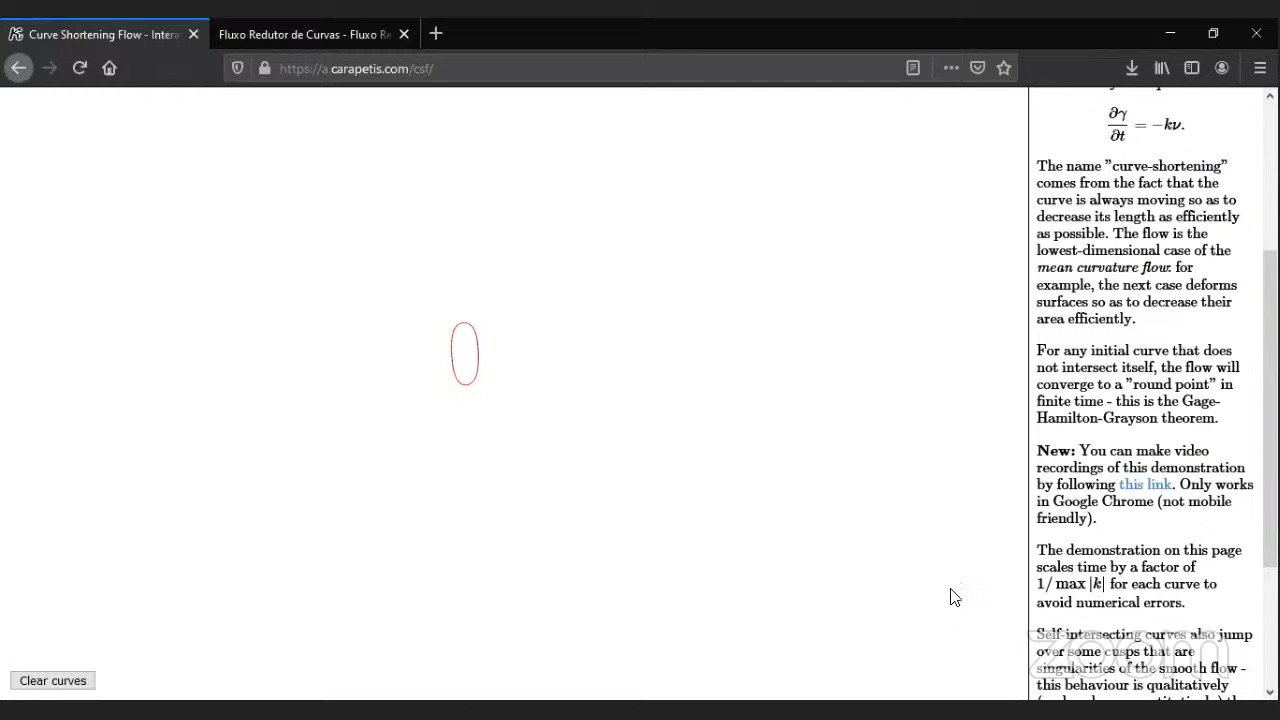 Curve Shortening Flow - Intera
Fluxo Redutor de Curvas - Fluxo Re
https://a.carapetis.com/csf/
∂γ/∂t = −kν.
The name "curve-shortening"
comes from the fact that the
curve is always moving so as to
decrease its length as efficiently
as possible. The flow is the
lowest-dimensional case of the
mean curvature flow: for
example, the next case deforms
surfaces so as to decrease their
area efficiently.
For any initial curve that does
not intersect itself, the flow will
converge to a "round point" in
finite time - this is the Gage-
Hamilton-Grayson theorem.
New: You can make video
recordings of this demonstration
by following this link. Only works
in Google Chrome (not mobile
friendly).
The demonstration on this page
scales time by a factor of
1/ max |k| for each curve to
avoid numerical errors.
Self-intersecting curves also jump
over some cusps that are
singularities of the smooth flow -
this behaviour is qualitatively
zoom
Clear curves